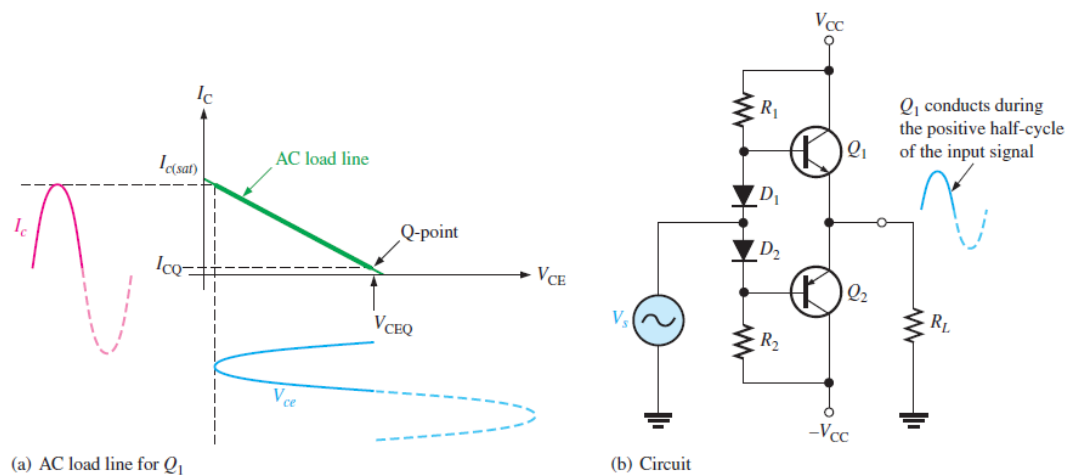 I_C
I_c(sat)
AC load line
I_c
Q-point
I_CQ
V_CE
V_CEQ
V_ce
(a) AC load line for Q_1
V_CC
R_1
Q_1
D_1
D_2
Q_2
V_s
R_2
R_L
–V_CC
Q_1 conducts during
the positive half-cycle
of the input signal
(b) Circuit